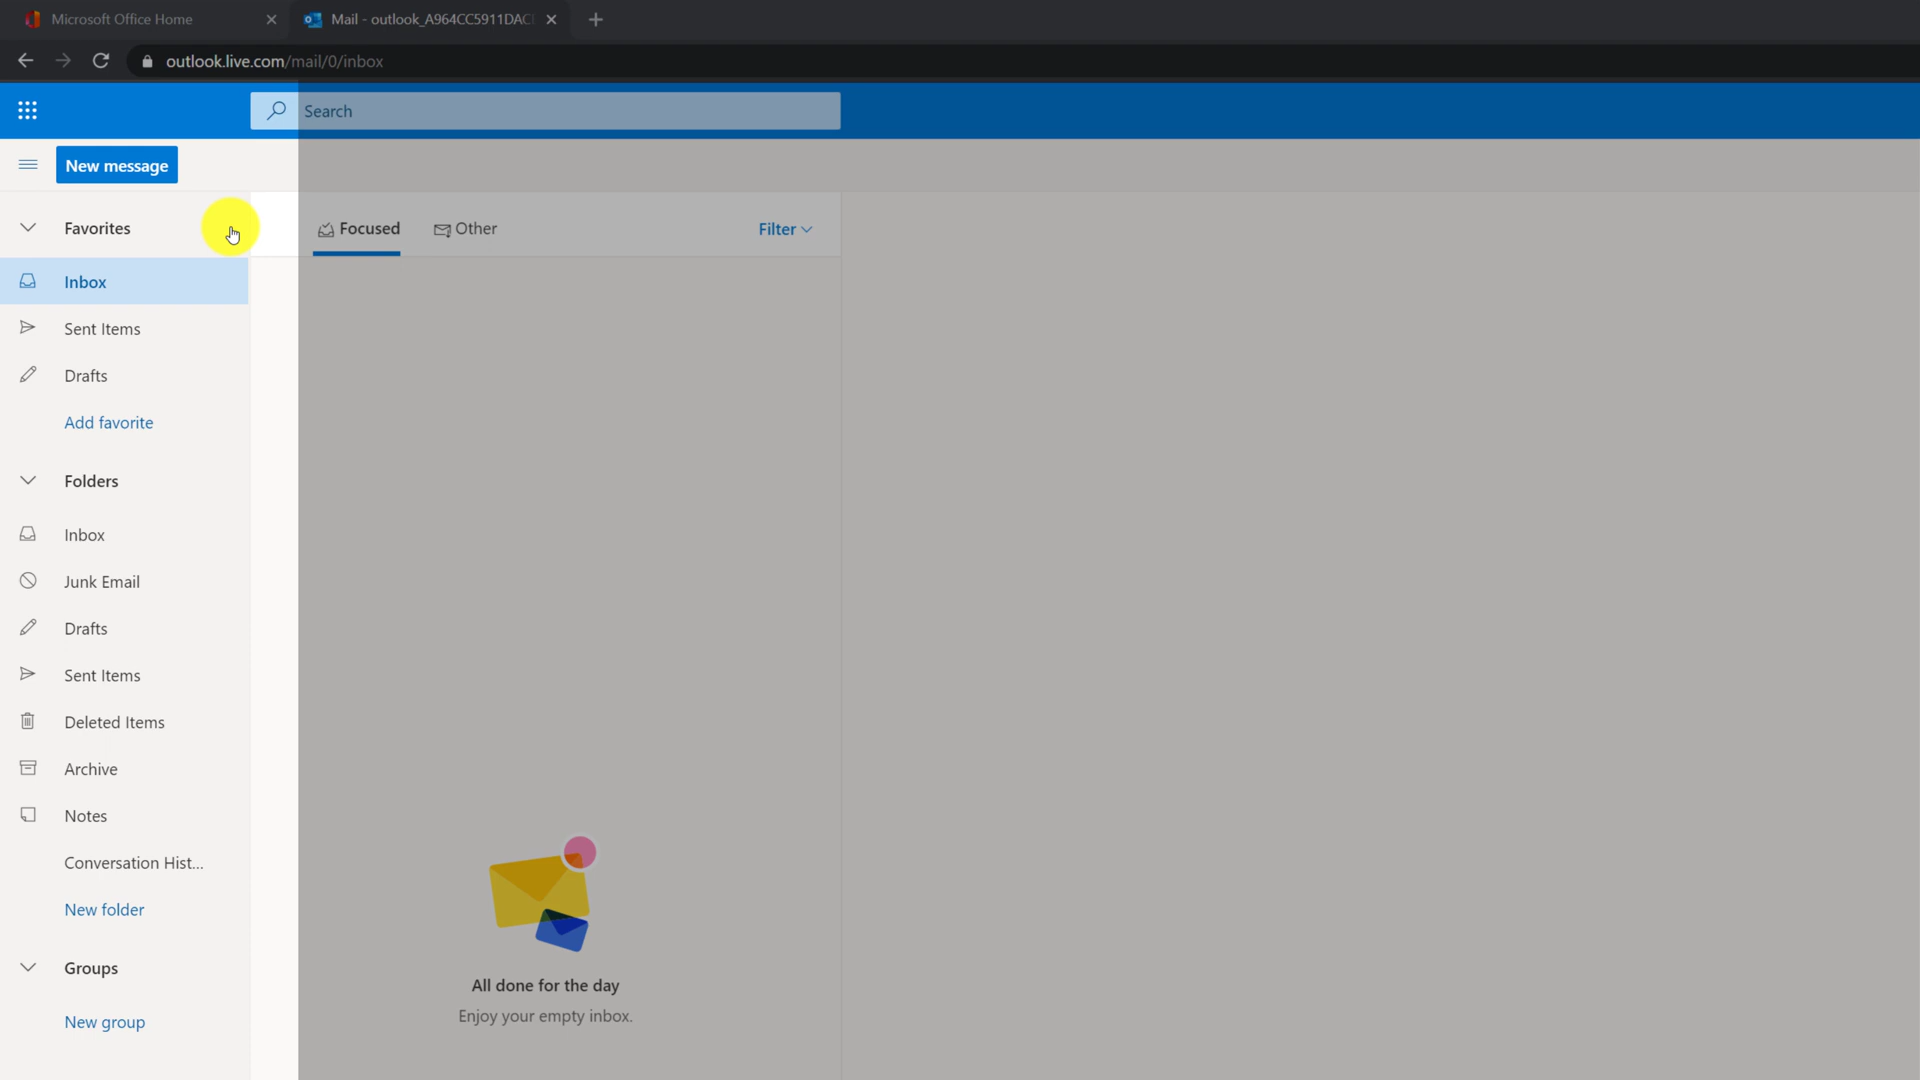 Microsoft Office Home
Mail - outlook_A964CC5911DAC
outlook.live.com/mail/0/inbox
Search
New message
Favorites
Focused
Other
Filter
Inbox
Sent Items
Drafts
Add favorite
Folders
Inbox
Junk Email
Drafts
Sent Items
Deleted Items
Archive
Notes
Conversation Hist...
New folder
Groups
New group
All done for the day
Enjoy your empty inbox.